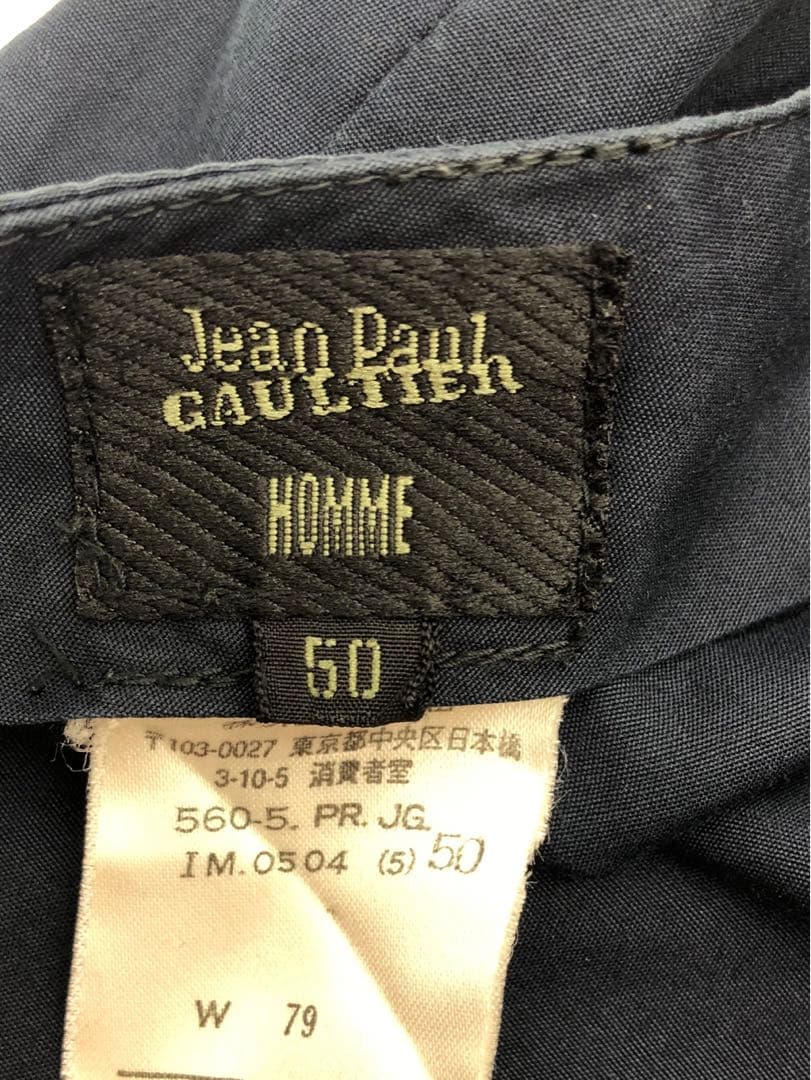 Jean Paul
GAULTIER
HOMME
50
〒103-0027 東京都中央区日本橋
3-10-5 消費者室
560-5. PR. JG.
IM.0504 (5) 50
W 79